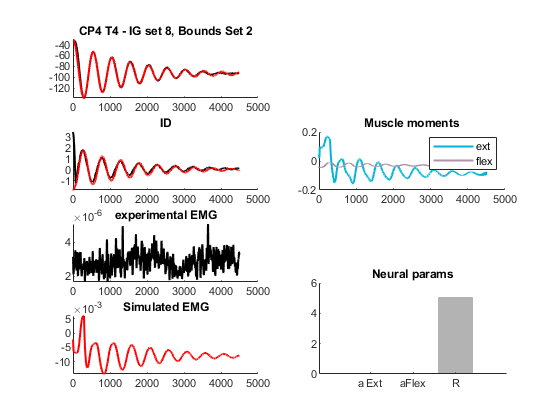 CP4 T4 - IG set 8, Bounds Set 2
-40
-60
-80
-100
-120
0 1000 2000 3000 4000 5000
ID
3
2
1
0
-1
0 1000 2000 3000 4000 5000
Muscle moments
0.2
0
-0.2
ext
flex
0 1000 2000 3000 4000 5000
×10-6
experimental EMG
4
2
0 1000 2000 3000 4000 5000
×10-3
Simulated EMG
5
0
-5
-10
0 1000 2000 3000 4000 5000
Neural params
6
4
2
0
a Ext aFlex R